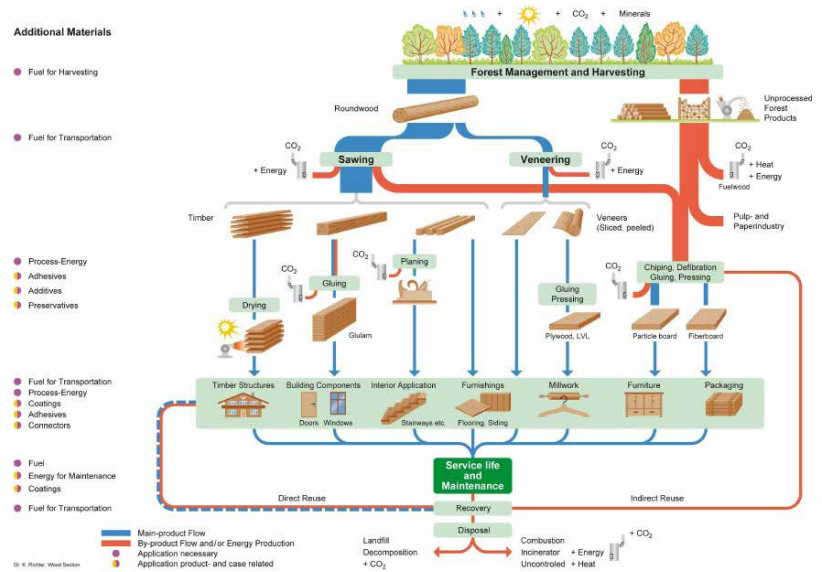 + + CO₂ + Minerals
Additional Materials
Fuel for Harvesting
Forest Management and Harvesting
Roundwood
Unprocessed
Forest
Products
Fuel for Transportation
CO₂
Sawing
+ Energy
Veneering
CO₂
+ Energy
CO₂
+ Heat
+ Energy
Fuelwood
Timber
Veneers
(Sliced, peeled)
Pulp- and
Paperindustry
Process-Energy
Adhesives
Additives
Preservatives
CO₂
Planing
CO₂
Gluing
CO₂
Chiping, Defibration
Gluing, Pressing
Drying
Gluing
Pressing
Glulam
Plywood, LVL
Particle board
Fiberboard
Fuel for Transportation
Process-Energy
Coatings
Adhesives
Connectors
Timber Structures
Building Components
Interior Application
Furnishings
Millwork
Furniture
Packaging
Doors
Windows
Stairways etc.
Flooring, Siding
Fuel
Energy for Maintenance
Coatings
Service life
and
Maintenance
Direct Reuse
Indirect Reuse
Fuel for Transportation
Recovery
Disposal
Main-product Flow
By-product Flow and/or Energy Production
Application necessary
Application product- and case related
Landfill
Decomposition
+ CO₂
Combustion
Incinerator + Energy
Uncontroled + Heat
+ CO₂
Dr. K. Richter, Wood Section